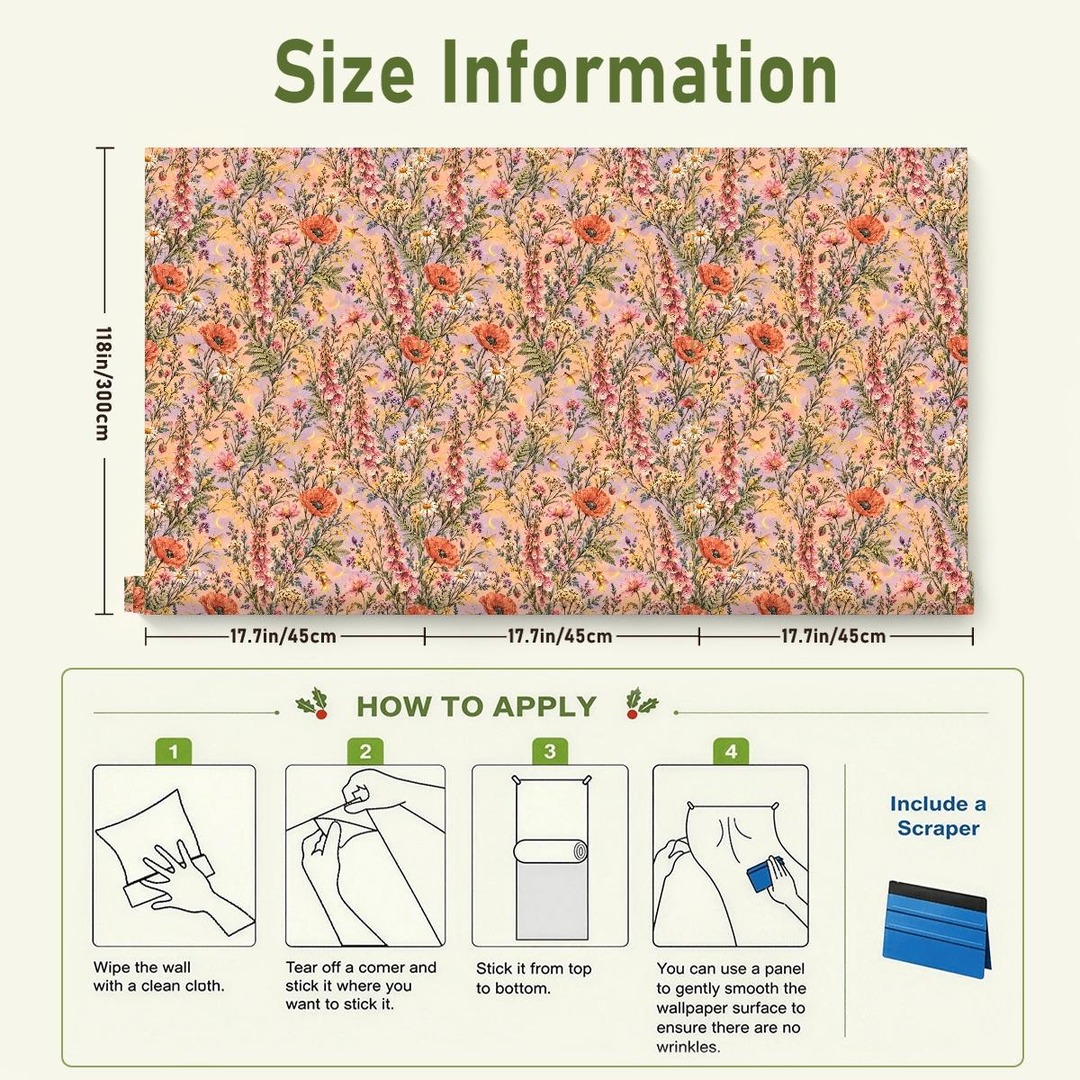 Size Information
118in/300cm
17.7in/45cm
17.7in/45cm
17.7in/45cm
HOW TO APPLY
1
2
3
4
Wipe the wall
with a clean cloth.
Tear off a comer and
stick it where you
want to stick it.
Stick it from top
to bottom.
You can use a panel
to gently smooth the
wallpaper surface to
ensure there are no
wrinkles.
Include a
Scraper